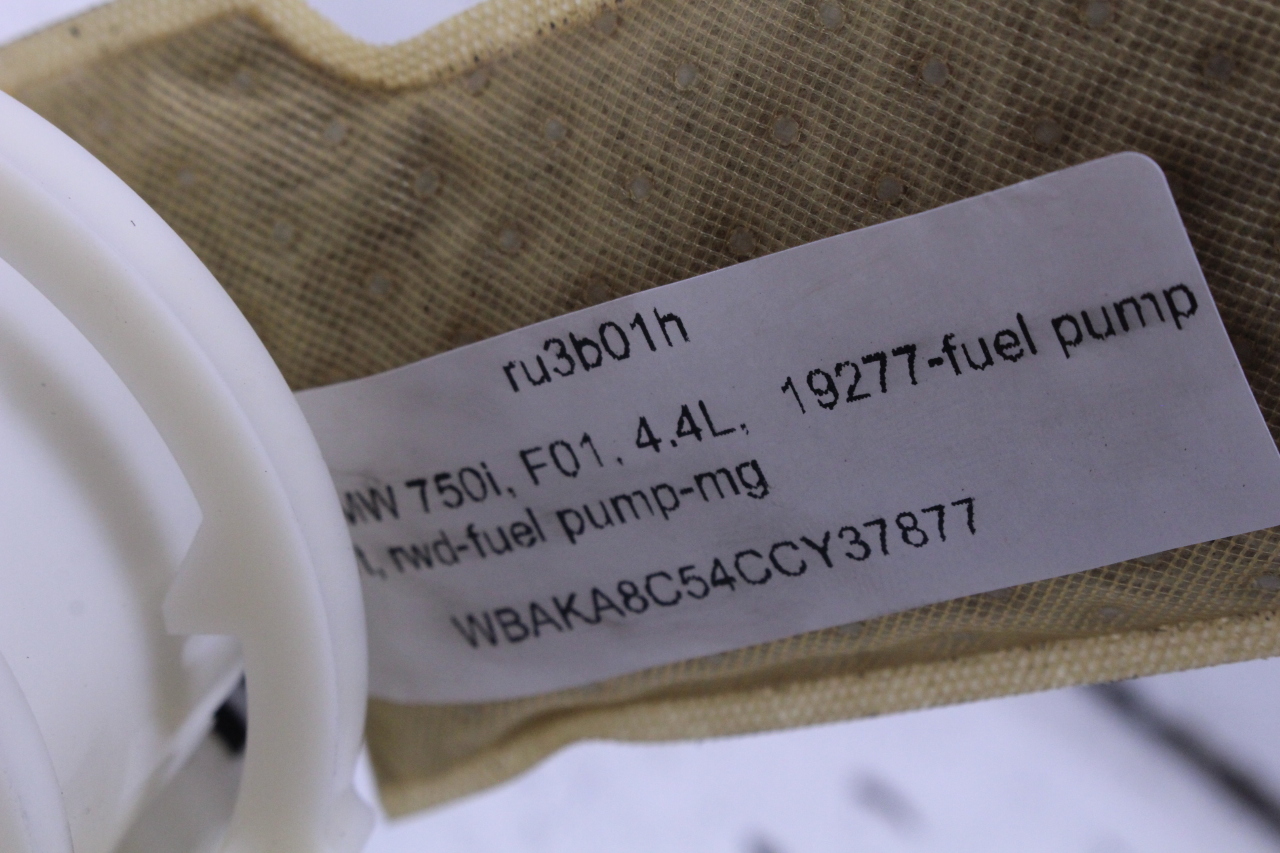 ru3b01h
MW 750i, F01, 4.4L, 19277-fuel pump
t, rwd-fuel pump-mg
WBAKA8C54CCY37877